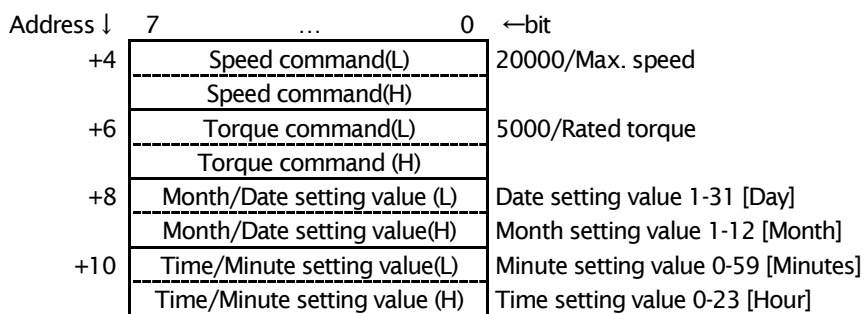 Address↓ 7 … 0 ←bit
+4 Speed command(L) 20000/Max. speed
Speed command(H)
+6 Torque command(L) 5000/Rated torque
Torque command (H)
+8 Month/Date setting value (L) Date setting value 1-31 [Day]
Month/Date setting value(H) Month setting value 1-12 [Month]
+10 Time/Minute setting value(L) Minute setting value 0-59 [Minutes]
Time/Minute setting value (H) Time setting value 0-23 [Hour]